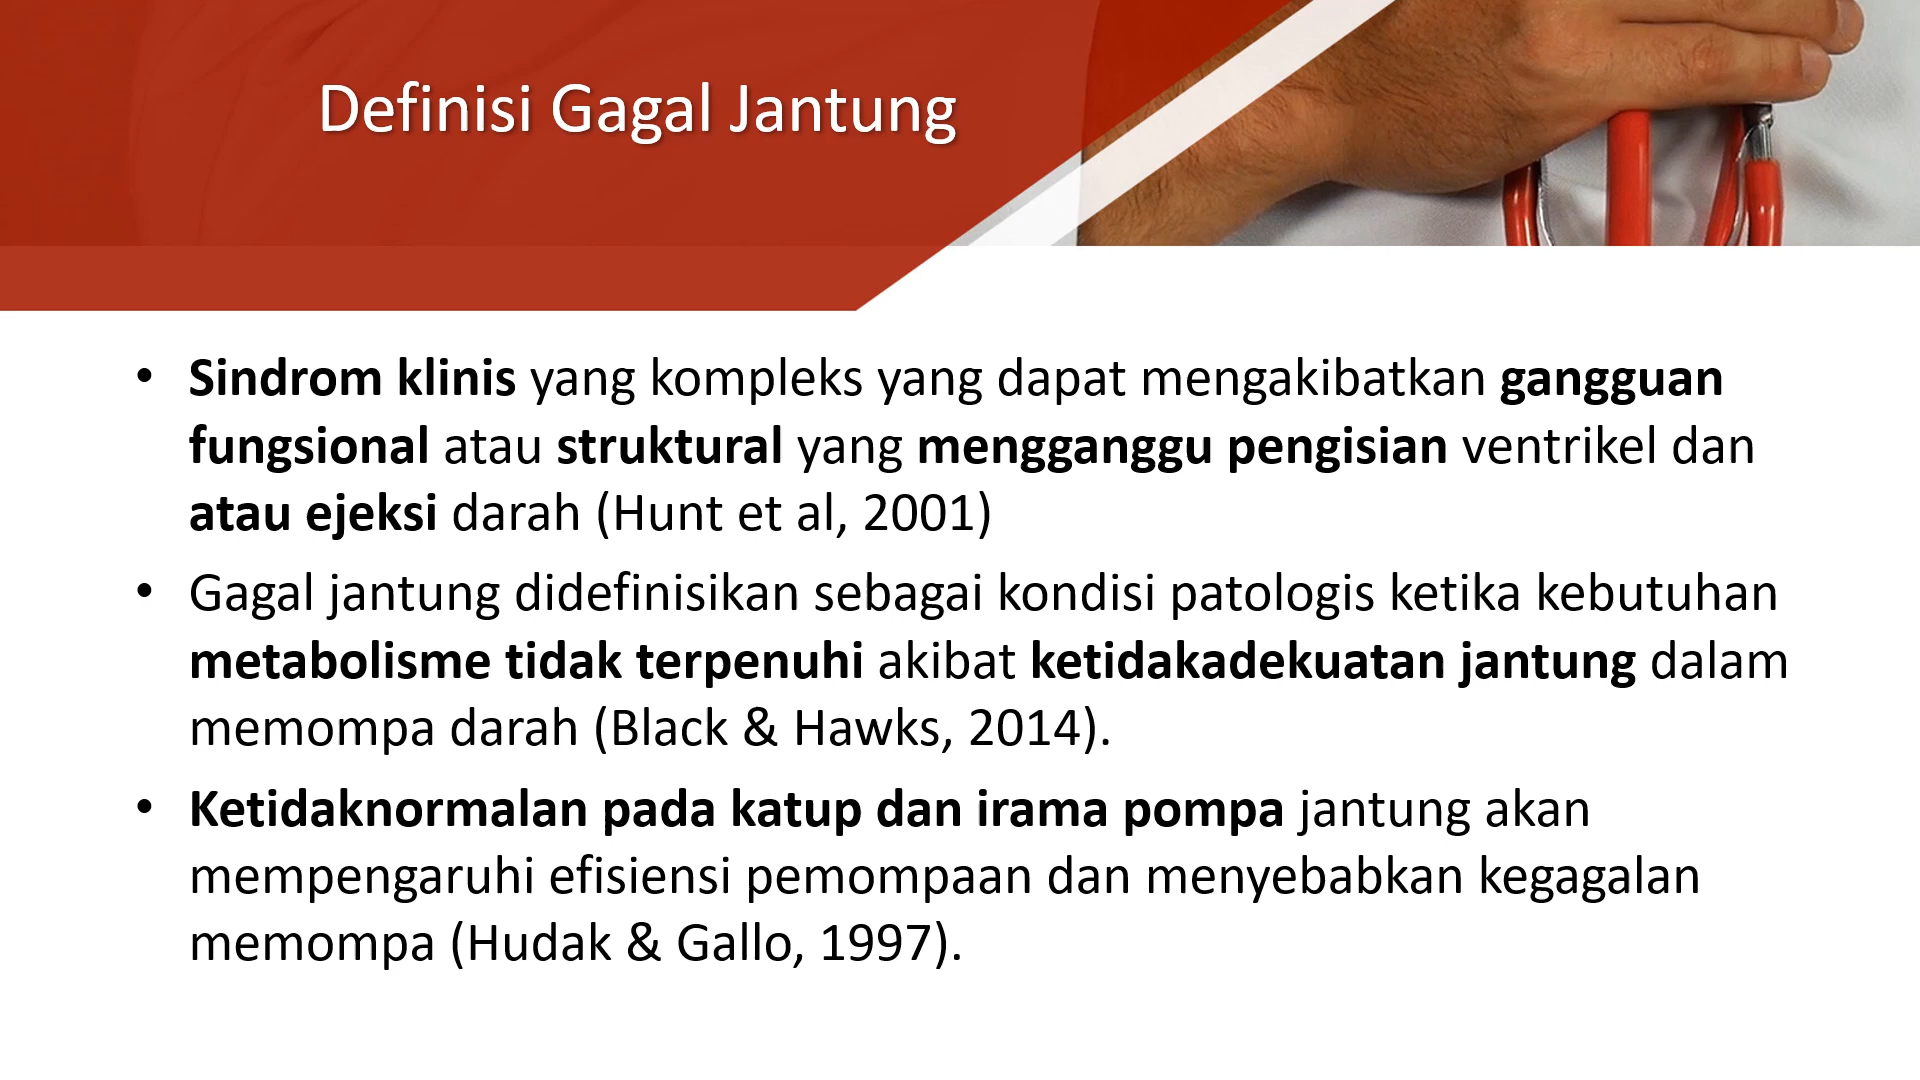 Definisi Gagal Jantung
• Sindrom klinis yang kompleks yang dapat mengakibatkan gangguan
fungsional atau struktural yang mengganggu pengisian ventrikel dan
atau ejeksi darah (Hunt et al, 2001)
• Gagal jantung didefinisikan sebagai kondisi patologis ketika kebutuhan
metabolisme tidak terpenuhi akibat ketidakadekuatan jantung dalam
memompa darah (Black & Hawks, 2014).
• Ketidaknormalan pada katup dan irama pompa jantung akan
mempengaruhi efisiensi pemompaan dan menyebabkan kegagalan
memompa (Hudak & Gallo, 1997).